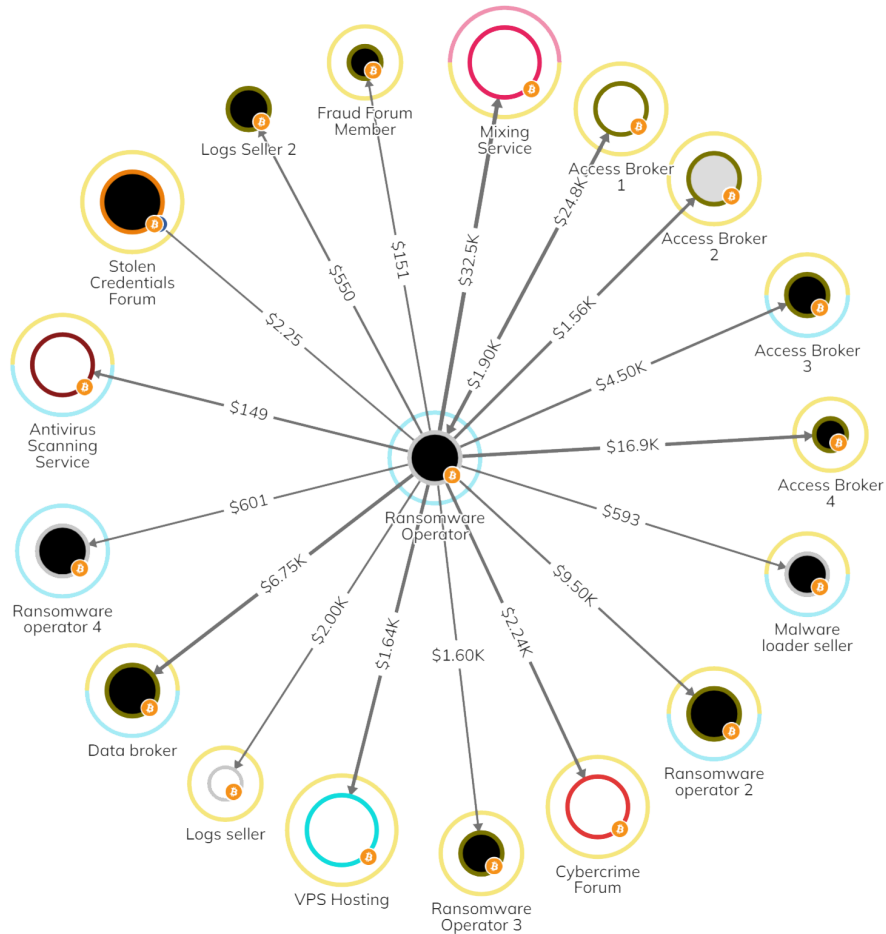 Fraud Forum
Member
Logs Seller 2
Mixing
Service
Access Broker
1
Access Broker
2
Stolen
Credentials
Forum
Access Broker
3
Antivirus
Scanning
Service
Access Broker
4
Ransomware
Operator
Ransomware
operator 4
Malware
loader seller
Data broker
Ransomware
operator 2
Logs seller
VPS Hosting
Ransomware
Operator 3
Cybercrime
Forum
$151
$550
$32.5K
$24.8K
$1.90K
$1.56K
$2.25
$4.50K
$149
$16.9K
$601
$593
$6.75K
$9.50K
$2.00K
$1.64K
$1.60K
$2.24K